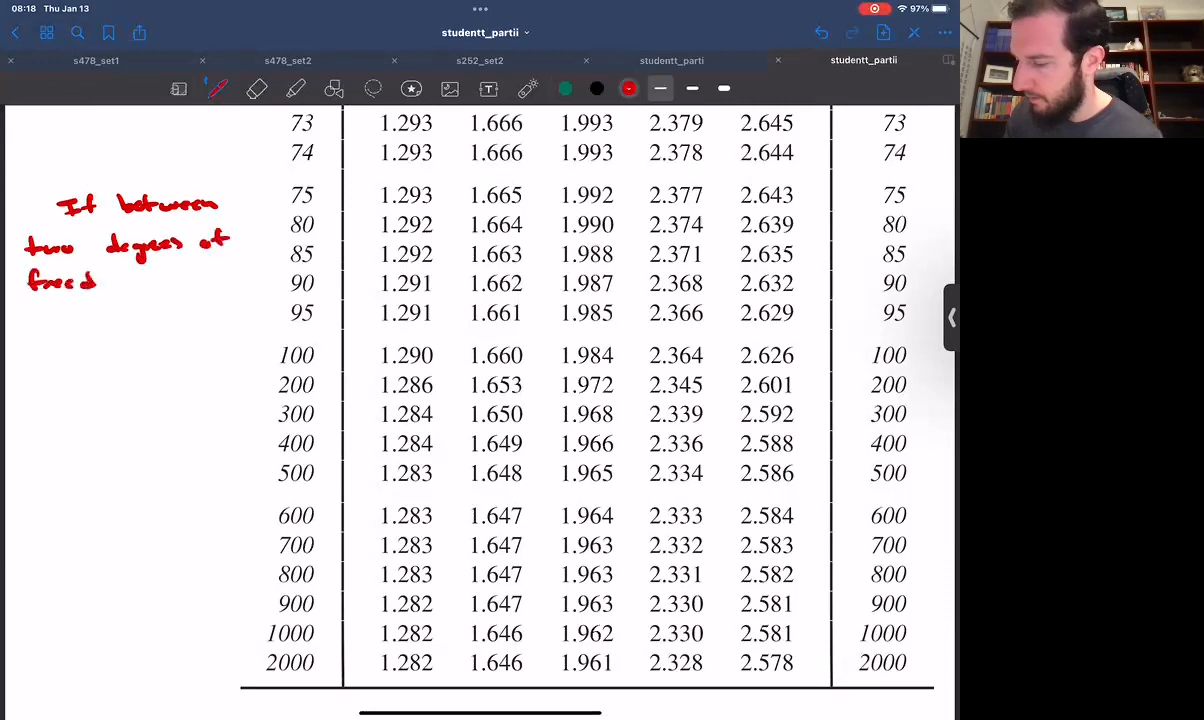 08:18 Thu Jan 13
97%
studentt_partii
s478_set1
s478_set2
s252_set2
studentt_parti
studentt_partii
73 1.293 1.666 1.993 2.379 2.645 73
74 1.293 1.666 1.993 2.378 2.644 74
75 1.293 1.665 1.992 2.377 2.643 75
80 1.292 1.664 1.990 2.374 2.639 80
85 1.292 1.663 1.988 2.371 2.635 85
90 1.291 1.662 1.987 2.368 2.632 90
95 1.291 1.661 1.985 2.366 2.629 95
100 1.290 1.660 1.984 2.364 2.626 100
200 1.286 1.653 1.972 2.345 2.601 200
300 1.284 1.650 1.968 2.339 2.592 300
400 1.284 1.649 1.966 2.336 2.588 400
500 1.283 1.648 1.965 2.334 2.586 500
600 1.283 1.647 1.964 2.333 2.584 600
700 1.283 1.647 1.963 2.332 2.583 700
800 1.283 1.647 1.963 2.331 2.582 800
900 1.282 1.647 1.963 2.330 2.581 900
1000 1.282 1.646 1.962 2.330 2.581 1000
2000 1.282 1.646 1.961 2.328 2.578 2000
If between
two degrees of
freed